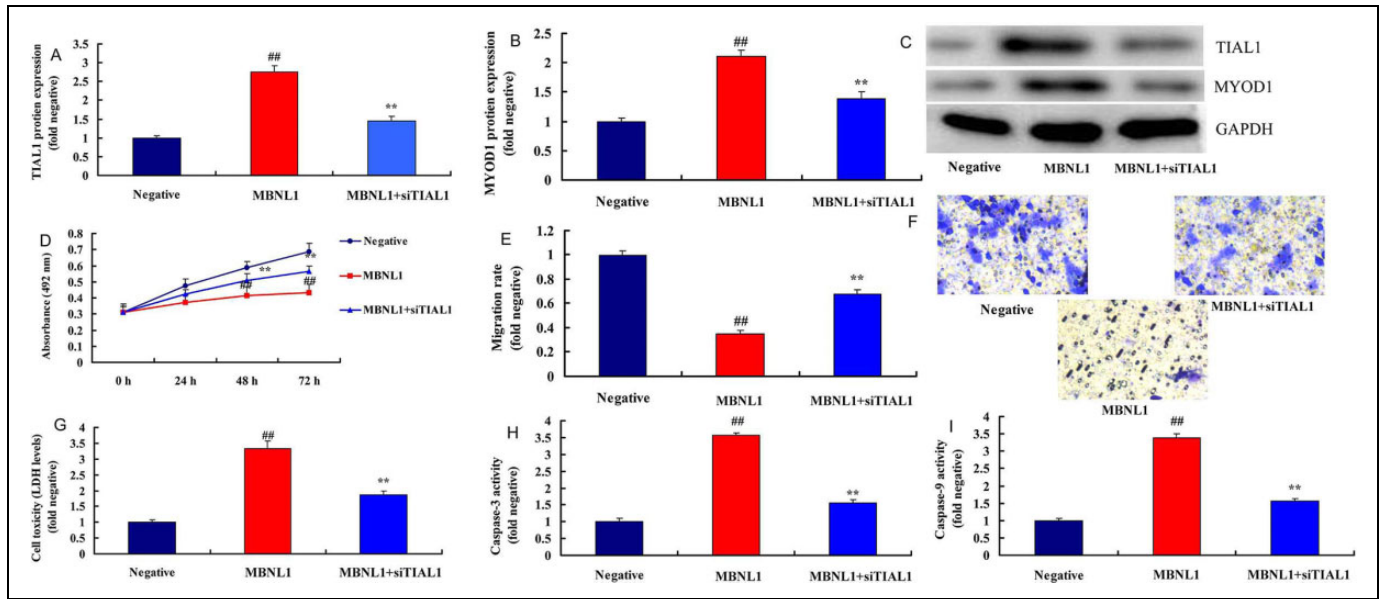 A
TIAL1 protien expression
(fold negative)
3.5
3
2.5
2
1.5
1
0.5
0
##
**
Negative
MBNL1
MBNL1+siTIAL1
B
MYOD1 protien expression
(fold negative)
2.5
2
1.5
1
0.5
0
##
**
Negative
MBNL1
MBNL1+siTIAL1
C
TIAL1
MYOD1
GAPDH
Negative
MBNL1
MBNL1+siTIAL1
D
Absorbance (492 nm)
0.8
0.7
0.6
0.5
0.4
0.3
0.2
0.1
0
**
**
##
##
0 h
24 h
48 h
72 h
Negative
MBNL1
MBNL1+siTIAL1
E
Migration rate
(fold negative)
1.2
1
0.8
0.6
0.4
0.2
0
##
**
Negative
MBNL1
MBNL1+siTIAL1
F
Negative
MBNL1+siTIAL1
MBNL1
G
Cell toxicity (LDH levels)
(fold negative)
4
3.5
3
2.5
2
1.5
1
0.5
0
##
**
Negative
MBNL1
MBNL1+siTIAL1
H
Caspase-3 activity
(fold negative)
4
3.5
3
2.5
2
1.5
1
0.5
0
##
**
Negative
MBNL1
MBNL1+siTIAL1
I
Caspase-9 activity
(fold negative)
4
3.5
3
2.5
2
1.5
1
0.5
0
##
**
Negative
MBNL1
MBNL1+siTIAL1